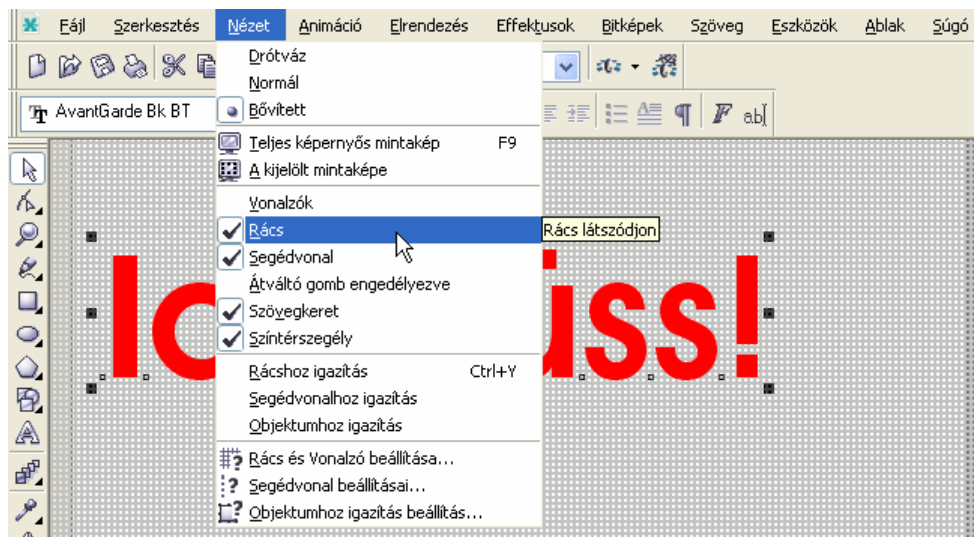 Fájl Szerkesztés Nézet Animáció Elrendezés Effektusok Bitképek Szöveg Eszközök Ablak Súgó
AvantGarde Bk BT
Drótváz
Normál
Bővített
Teljes képernyős mintakép F9
A kijelölt mintaképe
Vonalzók
Rács
Rács látszódjon
Segédvonal
Átváltó gomb engedélyezve
Szövegkeret
Színtérszegély
Rácshoz igazítás Ctrl+Y
Segédvonalhoz igazítás
Objektumhoz igazítás
Rács és Vonalzó beállítása...
Segédvonal beállításai...
Objektumhoz igazítás beállítás...
abI